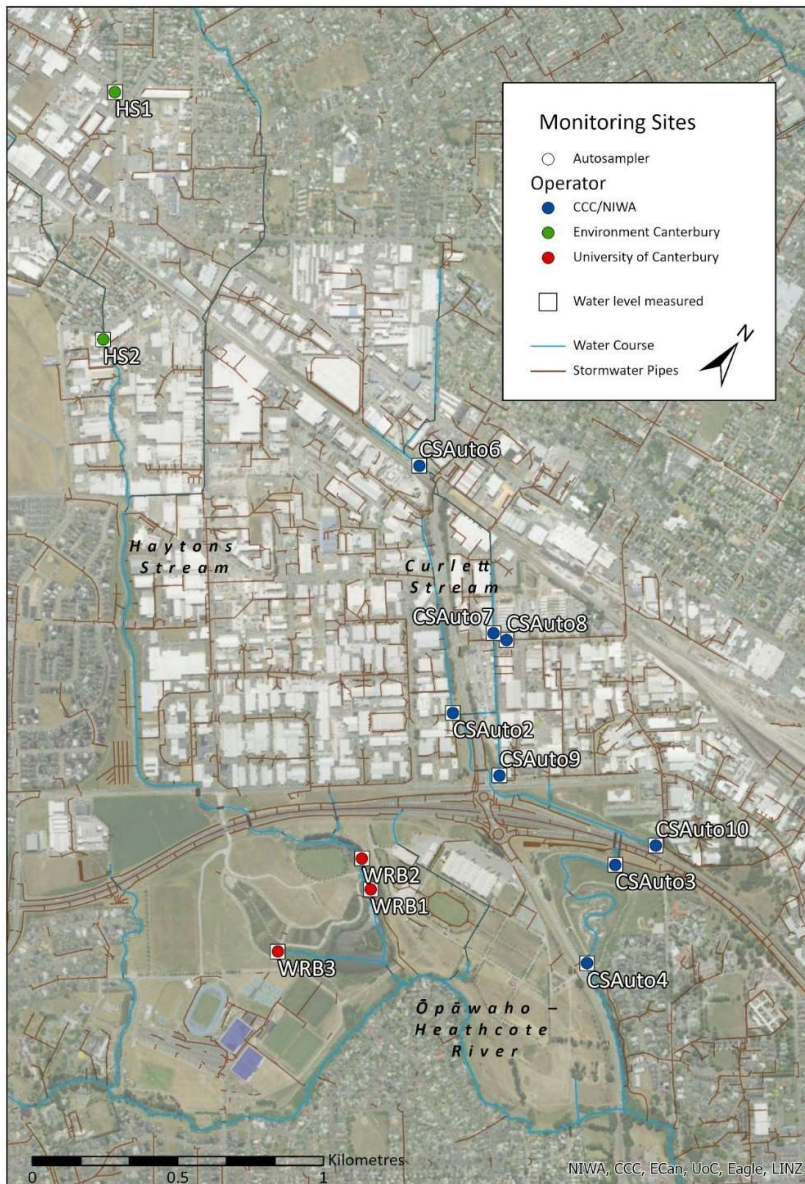 HS1
Monitoring Sites
Autosampler
Operator
CCC/NIWA
Environment Canterbury
University of Canterbury
Water level measured
Water Course
Stormwater Pipes
N
HS2
CSAuto6
Haytons
Stream
Curlett
Stream
CSAuto7
CSAuto8
CSAuto2
CSAuto9
CSAuto10
CSAuto3
WRB2
WRB1
WRB3
CSAuto4
Ōpāwaho –
Heathcote
River
Kilometres
0 0.5 1
NIWA, CCC, ECan, UoC, Eagle, LINZ